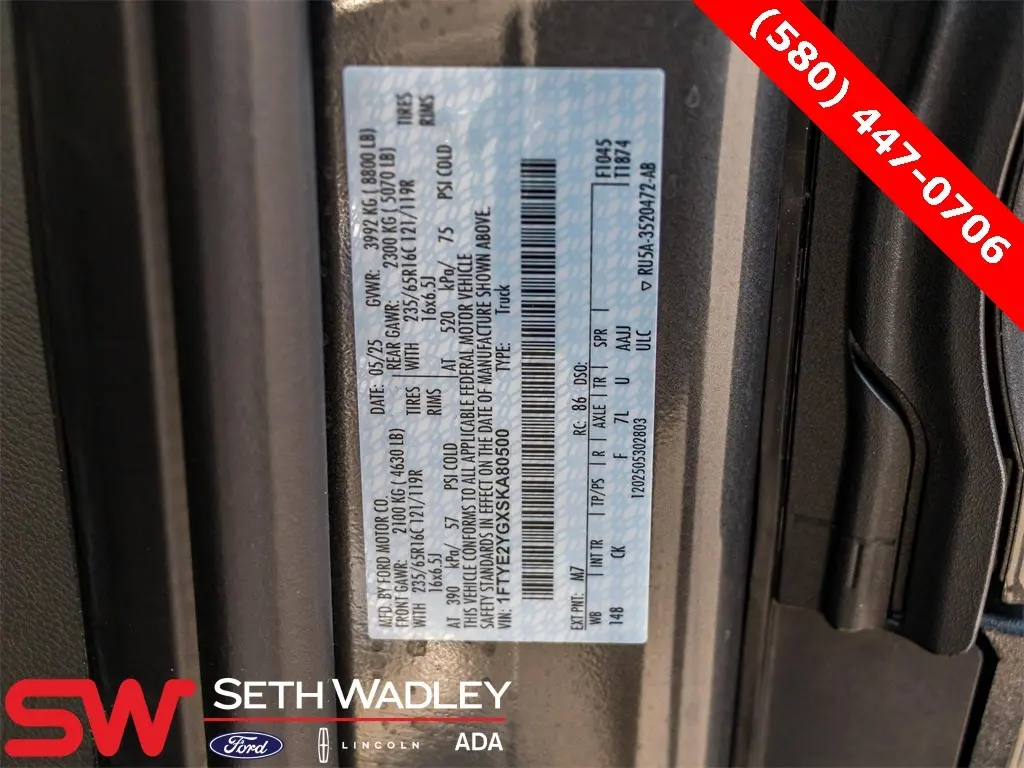 (580) 447-0706
MFD. BY FORD MOTOR CO. DATE: 05/25 GVWR: 3992 KG ( 8800 LB)
FRONT GAWR: 2100 KG ( 4630 LB) REAR GAWR: 2300 KG ( 5070 LB)
WITH 235/65R16C 121/119R TIRES WITH 235/65R16C 121/119R TIRES
16x6.5J RIMS 16x6.5J RIMS
AT 390 kPa/ 57 PSI COLD AT 520 kPa/ 75 PSI COLD
THIS VEHICLE CONFORMS TO ALL APPLICABLE FEDERAL MOTOR VEHICLE
SAFETY STANDARDS IN EFFECT ON THE DATE OF MANUFACTURE SHOWN ABOVE.
VIN: 1FTYE2YGXSKA80500 TYPE: Truck
EXT PNT: M7 RC: 86 DSO: F1045
WB INT TR TP/PS R AXLE TR SPR T1874
148 CK F 7L U AAJU
ULC
1202505302803 ▽ RU5A-3520472-AB
SW SETH WADLEY
Ford LINCOLN ADA